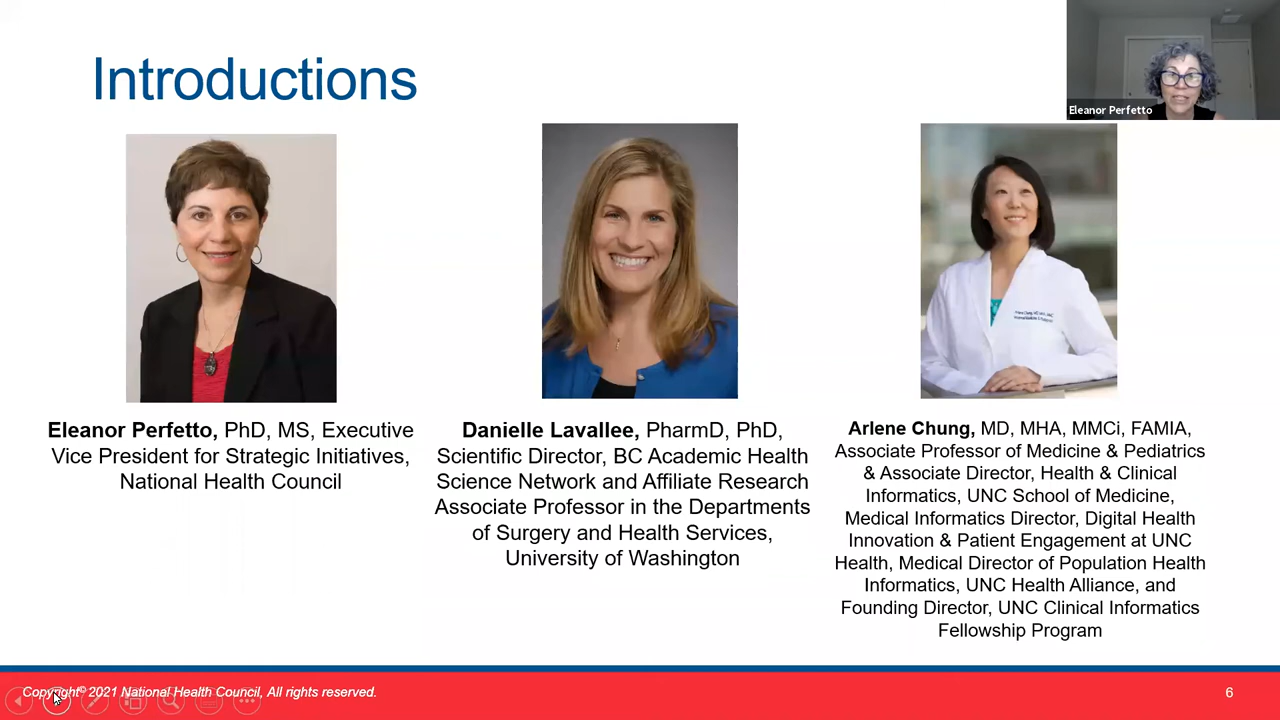 Introductions
Eleanor Perfetto
Eleanor Perfetto, PhD, MS, Executive
Vice President for Strategic Initiatives,
National Health Council
Danielle Lavallee, PharmD, PhD,
Scientific Director, BC Academic Health
Science Network and Affiliate Research
Associate Professor in the Departments
of Surgery and Health Services,
University of Washington
Arlene Chung, MD, MHA, MMCi, FAMIA,
Associate Professor of Medicine & Pediatrics
& Associate Director, Health & Clinical
Informatics, UNC School of Medicine,
Medical Informatics Director, Digital Health
Innovation & Patient Engagement at UNC
Health, Medical Director of Population Health
Informatics, UNC Health Alliance, and
Founding Director, UNC Clinical Informatics
Fellowship Program
Copyright© 2021 National Health Council, All rights reserved.
6